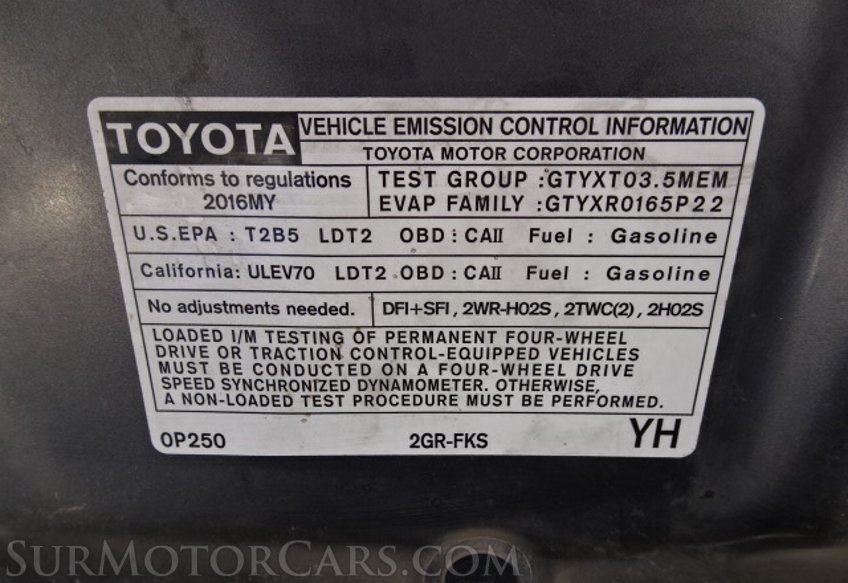 TOYOTA VEHICLE EMISSION CONTROL INFORMATION
TOYOTA MOTOR CORPORATION
Conforms to regulations
2016MY
TEST GROUP :GTYXT03.5MEM
EVAP FAMILY :GTYXR0165P22
U.S.EPA : T2B5 LDT2 OBD : CAII Fuel : Gasoline
California: ULEV70 LDT2 OBD : CAII Fuel : Gasoline
No adjustments needed. DFI+SFI, 2WR-HO2S, 2TWC(2), 2HO2S
LOADED I/M TESTING OF PERMANENT FOUR-WHEEL
DRIVE OR TRACTION CONTROL-EQUIPPED VEHICLES
MUST BE CONDUCTED ON A FOUR-WHEEL DRIVE
SPEED SYNCHRONIZED DYNAMOMETER. OTHERWISE,
A NON-LOADED TEST PROCEDURE MUST BE PERFORMED.
0P250 2GR-FKS YH
SURMOTORCARS.COM